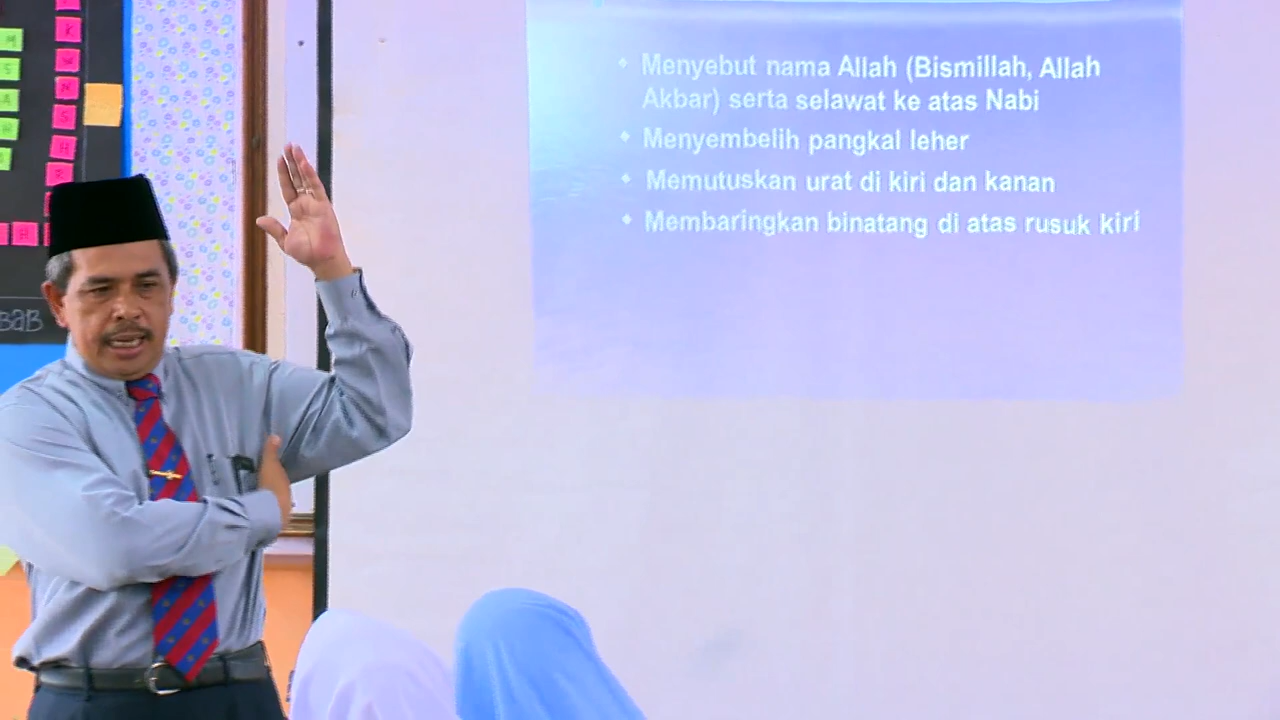 Menyebut nama Allah (Bismillah, Allah
Akbar) serta selawat ke atas Nabi
Menyembelih pangkal leher
Memutuskan urat di kiri dan kanan
Membaringkan binatang di atas rusuk kiri
BAB